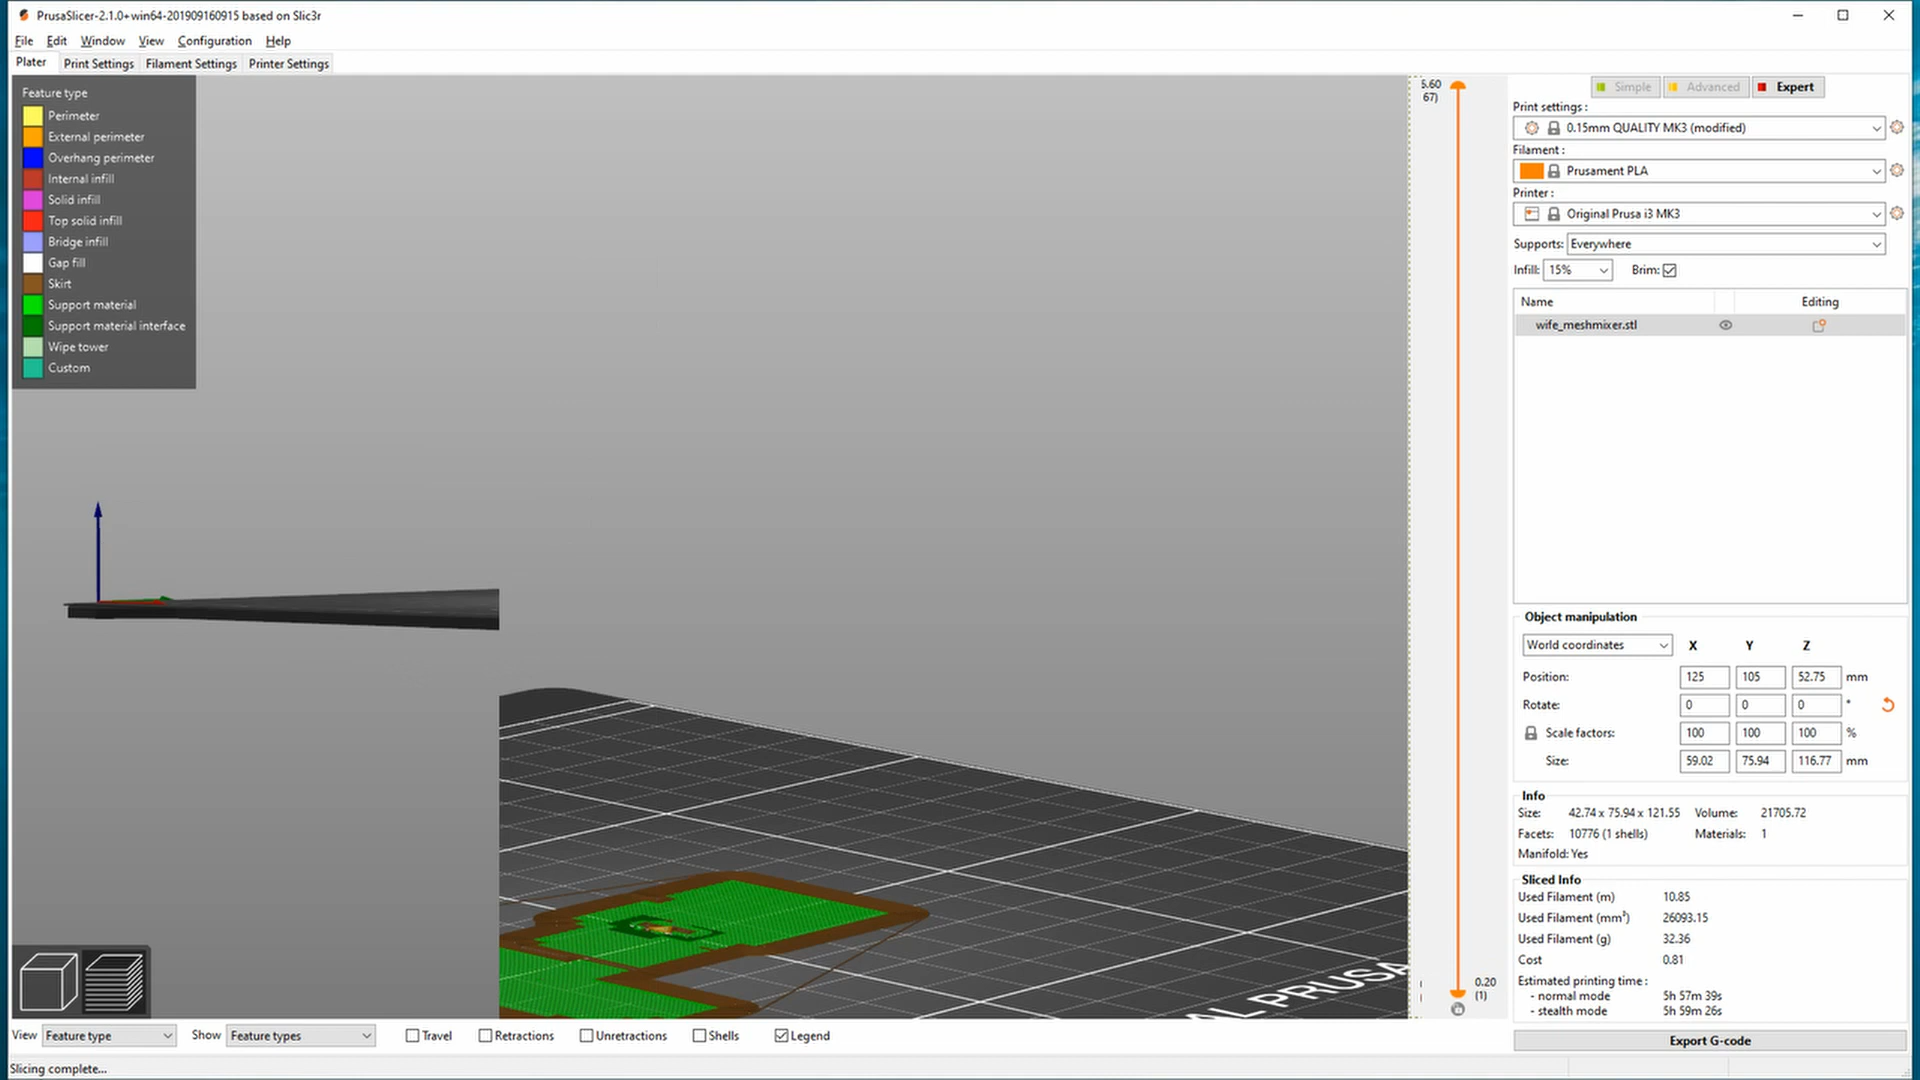 PrusaSlicer-2.1.0+win64-201909160915 based on Slic3r
File Edit Window View Configuration Help
Plater Print Settings Filament Settings Printer Settings
Feature type
Perimeter
External perimeter
Overhang perimeter
Internal infill
Solid infill
Top solid infill
Bridge infill
Gap fill
Skirt
Support material
Support material interface
Wipe tower
Custom
5.60
67)
0.20
(1)
Simple Advanced Expert
Print settings :
0.15mm QUALITY MK3 (modified)
Filament :
Prusament PLA
Printer :
Original Prusa i3 MK3
Supports: Everywhere
Infill: 15% Brim:
Name Editing
wife_meshmixer.stl
Object manipulation
World coordinates X Y Z
Position: 125 105 52.75 mm
Rotate: 0 0 0 °
Scale factors: 100 100 100 %
Size: 59.02 75.94 116.77 mm
Info
Size: 42.74 x 75.94 x 121.55 Volume: 21705.72
Facets: 10776 (1 shells) Materials: 1
Manifold: Yes
Sliced Info
Used Filament (m) 10.85
Used Filament (mm³) 26093.15
Used Filament (g) 32.36
Cost 0.81
Estimated printing time :
- normal mode 5h 57m 39s
- stealth mode 5h 59m 26s
Export G-code
AL PRUSA
View Feature type Show Feature types Travel Retractions Unretractions Shells Legend
Slicing complete...